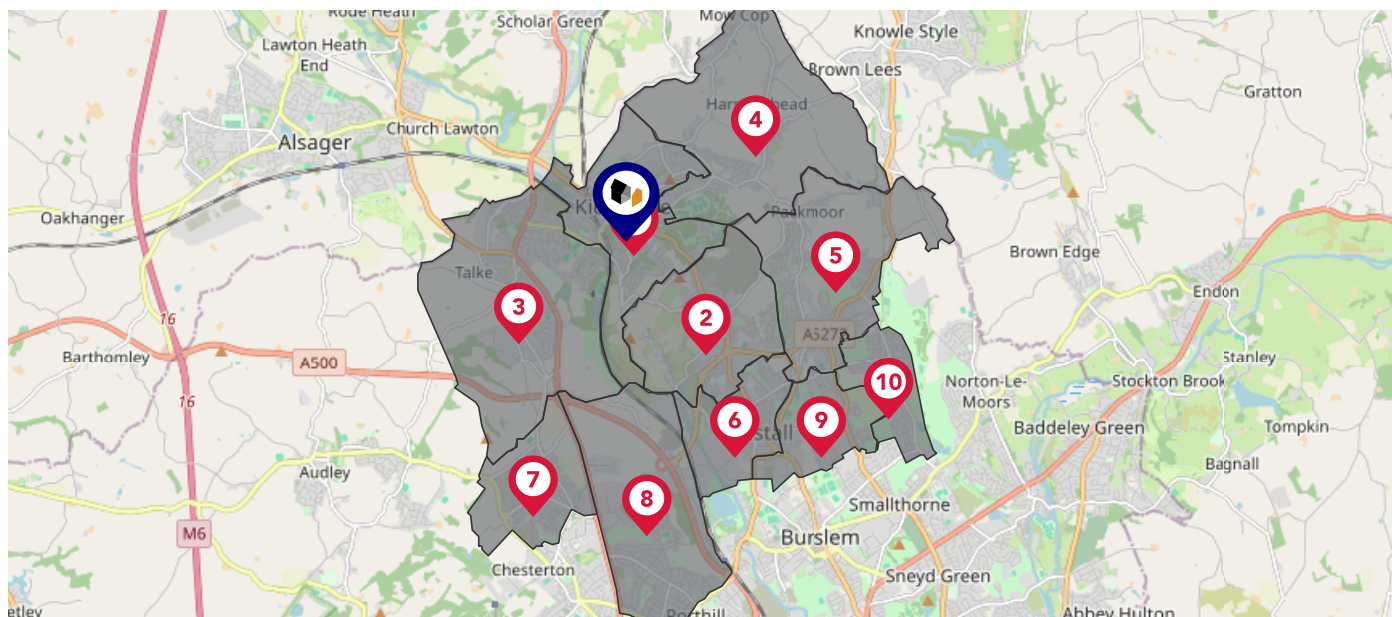 Rode Heath
Scholar Green
Mow Cop
Knowle Style
Lawton Heath
End
Brown Lees
Gratton
Church Lawton
Alsager
4
Oakhanger
Packmoor
Brown Edge
5
Talke
Endon
3
16
2
A5272
Barthomley
A500
Stanley
10
Norton-Le-
Moors
Stockton Brook
16
6
9
Baddeley Green
Tompkin
Audley
Bagnall
7
8
Smallthorne
M6
Burslem
Chesterton
Sneyd Green
Porthill
Abbey Hulton